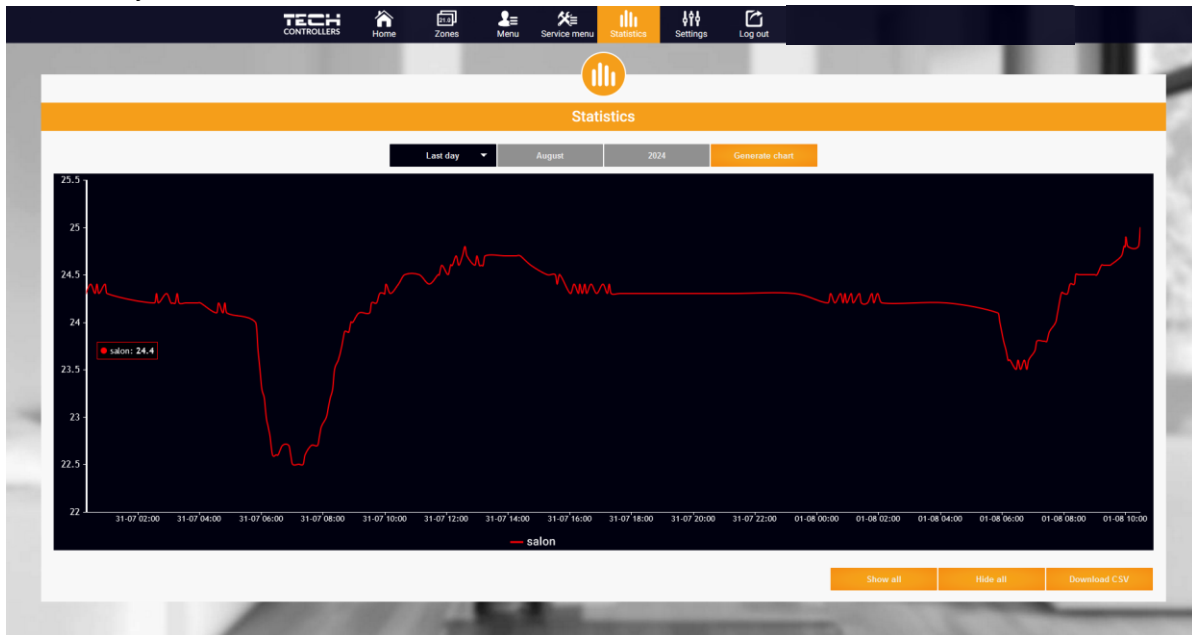 TECH
CONTROLLERS
Home
21.0
Zones
Menu
Service menu
Statistics
Settings
Log out
Statistics
Last day August 2024 Generate chart
25.5
25
24.5
24
salon: 24.4
23.5
23
22.5
22
31-07 02:00 31-07 04:00 31-07 06:00 31-07 08:00 31-07 10:00 31-07 12:00 31-07 14:00 31-07 16:00 31-07 18:00 31-07 20:00 31-07 22:00 01-08 00:00 01-08 02:00 01-08 04:00 01-08 06:00 01-08 08:00 01-08 10:00
salon
Show all Hide all Download CSV